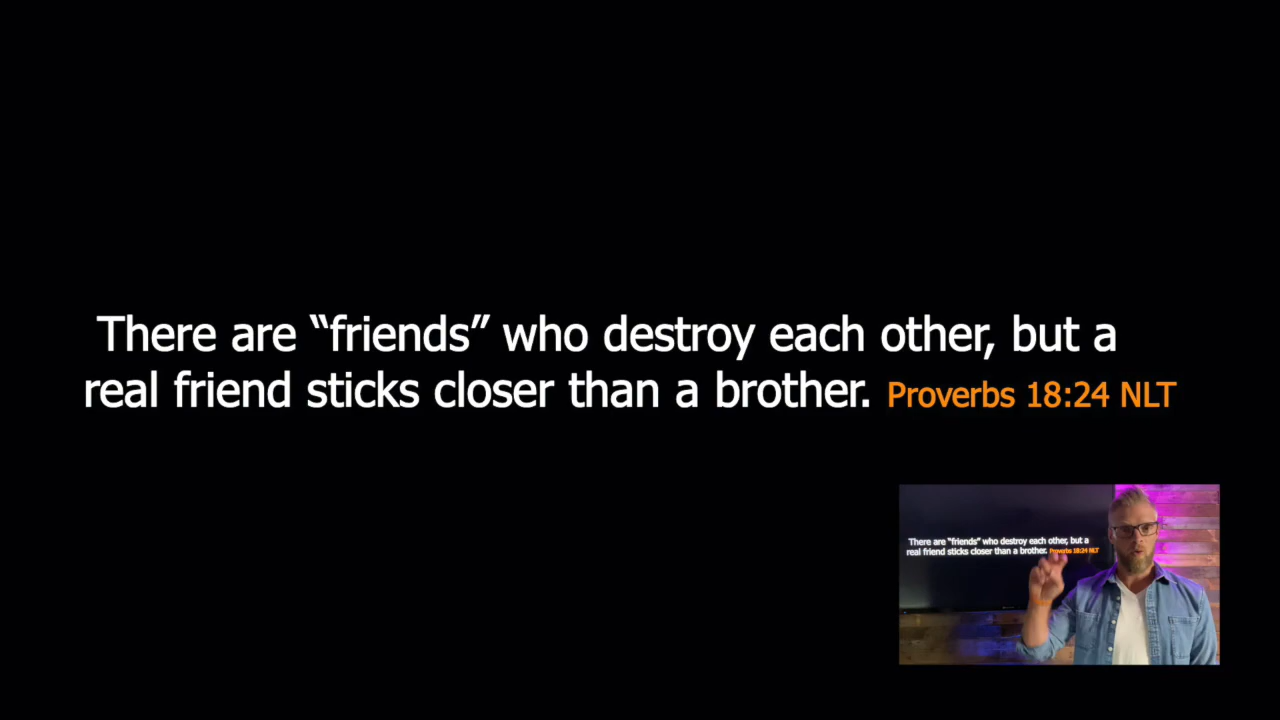 There are “friends” who destroy each other, but a
real friend sticks closer than a brother. Proverbs 18:24 NLT
There are “friends” who destroy each other, but a
real friend sticks closer than a brother. Proverbs 18:24 NLT